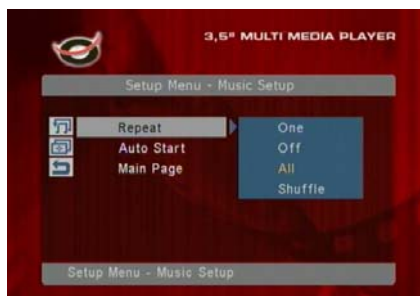 3,5" MULTI MEDIA PLAYER
Setup Menu - Music Setup
Repeat
Auto Start
Main Page
One
Off
All
Shuffle
Setup Menu - Music Setup